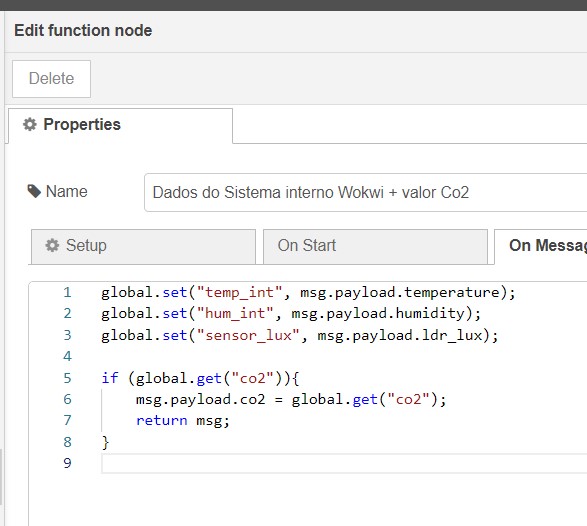 Edit function node
Delete
Properties
Name
Dados do Sistema interno Wokwi + valor Co2
Setup
On Start
On Messag
1 global.set("temp_int", msg.payload.temperature);
2 global.set("hum_int", msg.payload.humidity);
3 global.set("sensor_lux", msg.payload.ldr_lux);
4
5 if (global.get("co2")){
6 msg.payload.co2 = global.get("co2");
7 return msg;
8 }
9